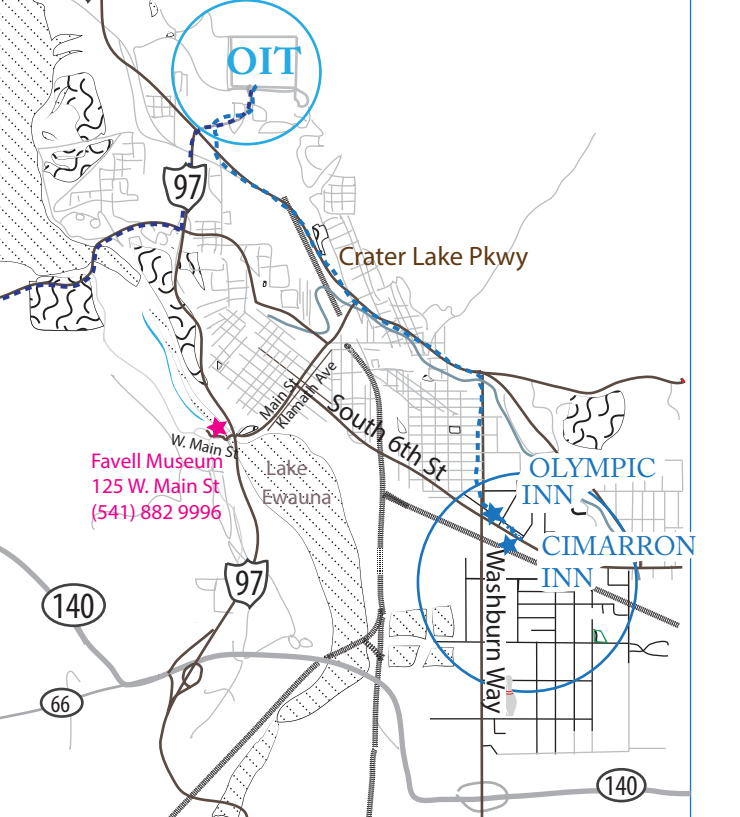 OIT
97
Crater Lake Pkwy
Main St
Klamath Ave
South 6th St
W. Main St
Favell Museum
125 W. Main St
(541) 882 9996
Lake
Ewauna
OLYMPIC
INN
CIMARRON
INN
Washburn Way
97
140
66
140